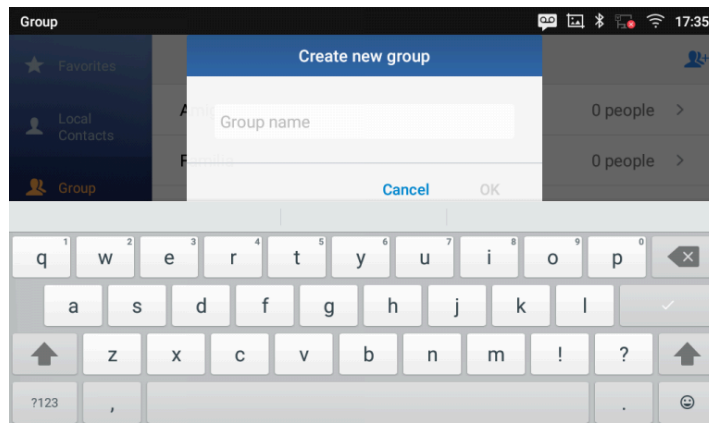 Group 17:35
Create new group
Favorites
Group name
0 people >
Local
Contacts
0 people >
Group
Cancel OK
q 1 w 2 e 3 r 4 t 5 y 6 u 7 i 8 o 9 p 0
a s d f g h j k l
z x c v b n m ! ?
?123 , .